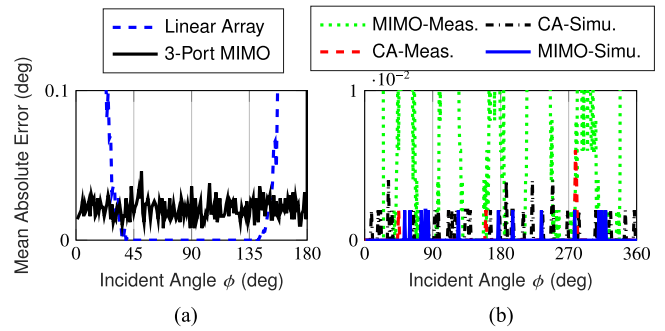 Linear Array
3-Port MIMO
MIMO-Meas.
CA-Simu.
CA-Meas.
MIMO-Simu.
·10⁻²
Mean Absolute Error (deg)
0.1
0
0 45 90 135 180
Incident Angle ϕ (deg)
(a)
1
0
0 90 180 270 360
Incident Angle ϕ (deg)
(b)